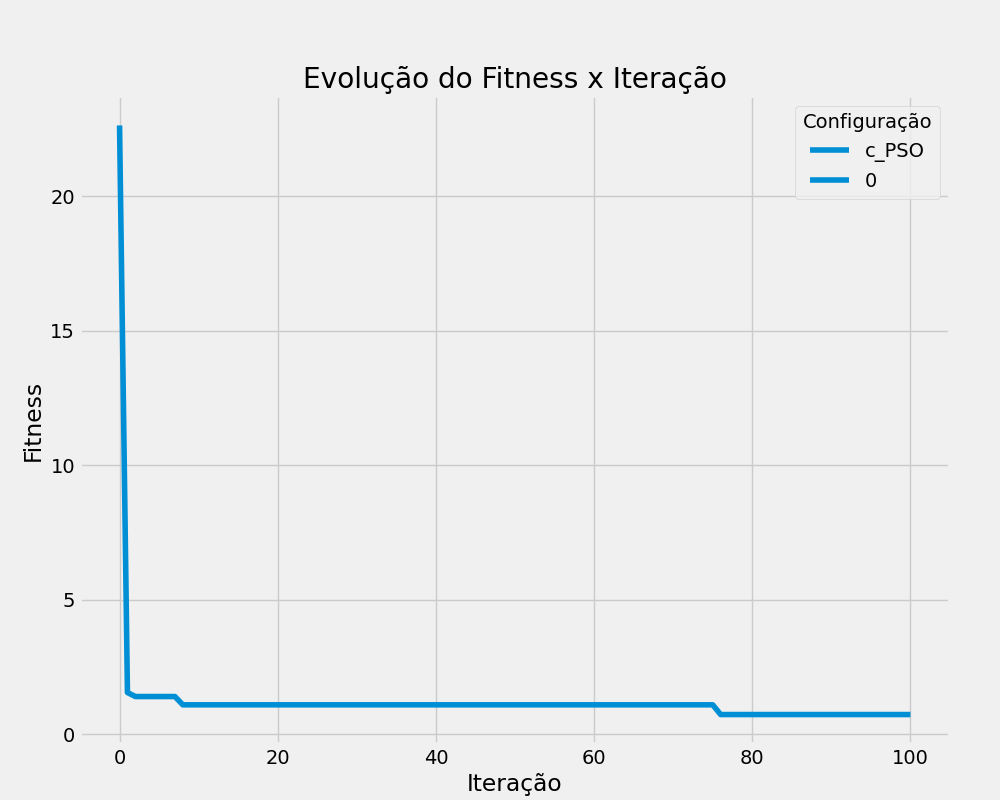 Evolução do Fitness x Iteração
Configuração
c_PSO
0
Fitness
20
15
10
5
0
0 20 40 60 80 100
Iteração